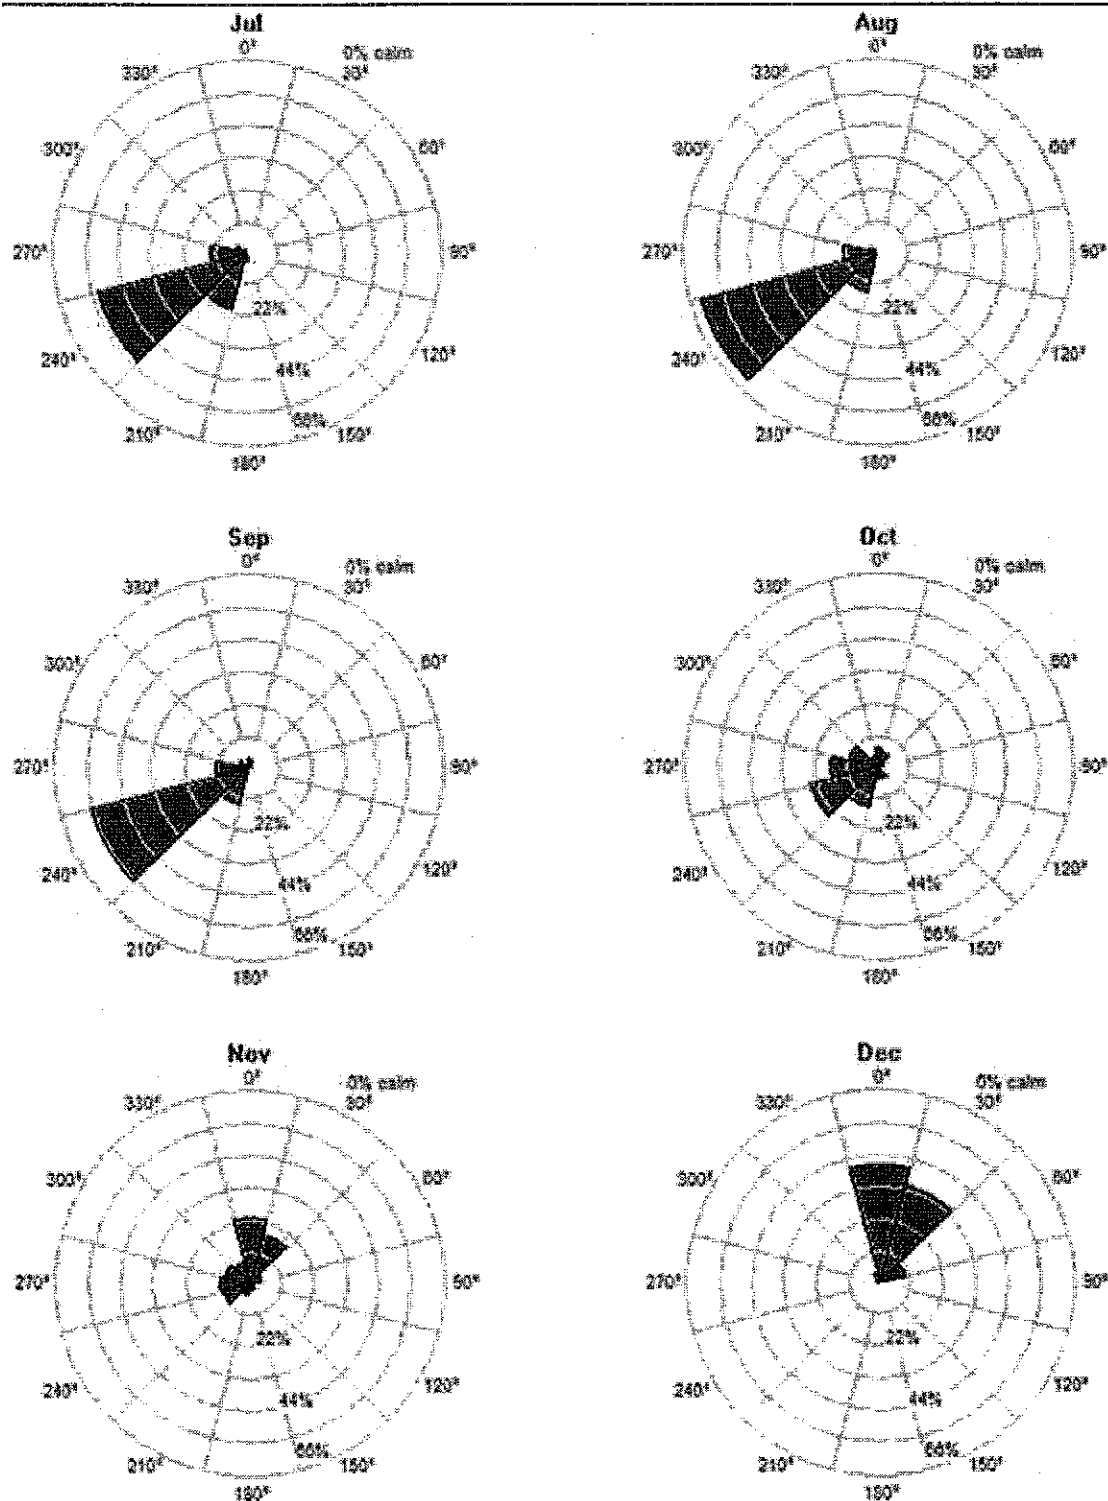 Jul Aug
0° 0% calm 0° 0% calm
330° 30° 330° 30°
300° 60° 300° 60°
270° 90° 270° 90°
22% 22%
240° 120° 240° 120°
44% 44%
66% 66%
210° 150° 210° 150°
180° 180°
Sep Oct
0° 0% calm 0° 0% calm
330° 30° 330° 30°
300° 60° 300° 60°
270° 90° 270° 90°
22% 22%
240° 120° 240° 120°
44% 44%
66% 66%
210° 150° 210° 150°
180° 180°
Nov Dec
0° 0% calm 0° 0% calm
330° 30° 330° 30°
300° 60° 300° 60°
270° 90° 270° 90°
22% 22%
240° 120° 240° 120°
44% 44%
66% 66%
210° 150° 210° 150°
180° 180°